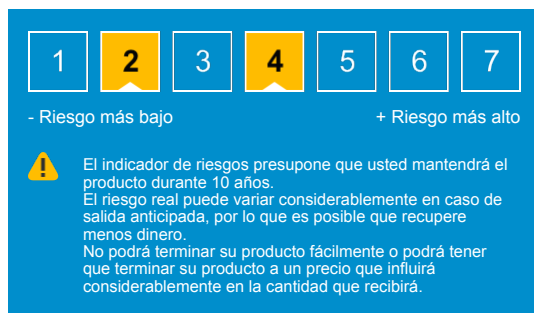 1 2 3 4 5 6 7
- Riesgo más bajo + Riesgo más alto
El indicador de riesgos presupone que usted mantendrá el
producto durante 10 años.
El riesgo real puede variar considerablemente en caso de
salida anticipada, por lo que es posible que recupere
menos dinero.
No podrá terminar su producto fácilmente o podrá tener
que terminar su producto a un precio que influirá
considerablemente en la cantidad que recibirá.